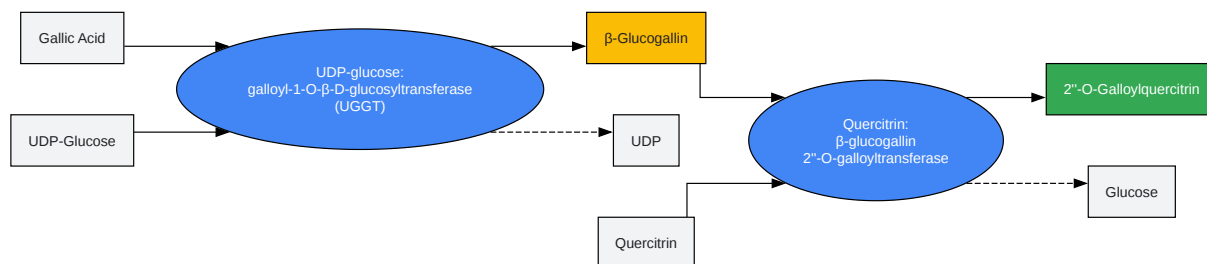 Gallic Acid
UDP-Glucose
UDP-glucose:
galloyl-1-O-β-D-glucosyltransferase
(UGGT)
β-Glucogallin
UDP
Quercitrin
Quercitrin:
β-glucogallin
2''-O-galloyltransferase
2''-O-Galloylquercitrin
Glucose